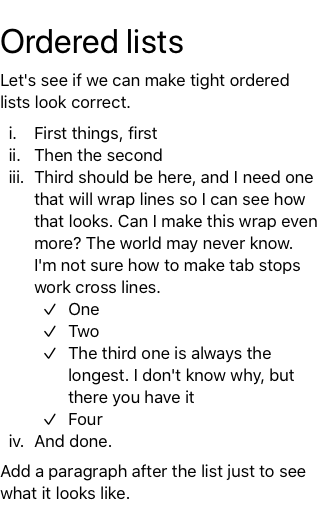 Ordered lists
Let's see if we can make tight ordered
lists look correct.
i. First things, first
ii. Then the second
iii. Third should be here, and I need one
that will wrap lines so I can see how
that looks. Can I make this wrap even
more? The world may never know.
I'm not sure how to make tab stops
work cross lines.
✓ One
✓ Two
✓ The third one is always the
longest. I don't know why, but
there you have it
✓ Four
iv. And done.
Add a paragraph after the list just to see
what it looks like.